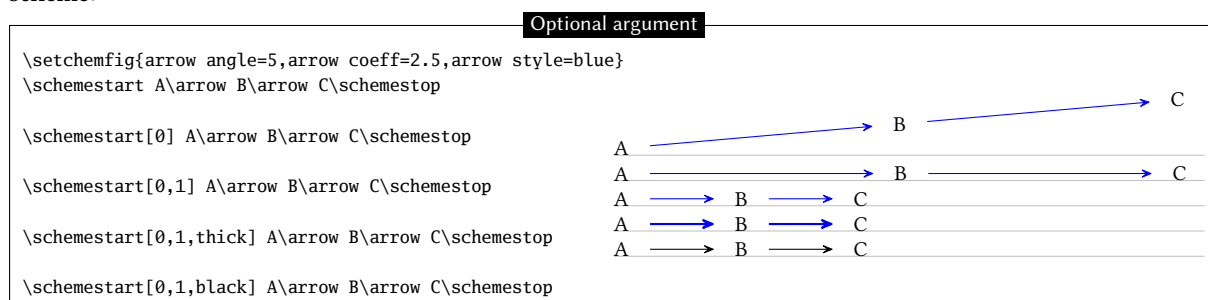 Optional argument
\setchemfig{arrow angle=5,arrow coeff=2.5,arrow style=blue}
\schemestart A\arrow B\arrow C\schemestop
\schemestart[0] A\arrow B\arrow C\schemestop
\schemestart[0,1] A\arrow B\arrow C\schemestop
\schemestart[0,1,thick] A\arrow B\arrow C\schemestop
\schemestart[0,1,black] A\arrow B\arrow C\schemestop
A B C
A B C
A B C
A B C
A B C